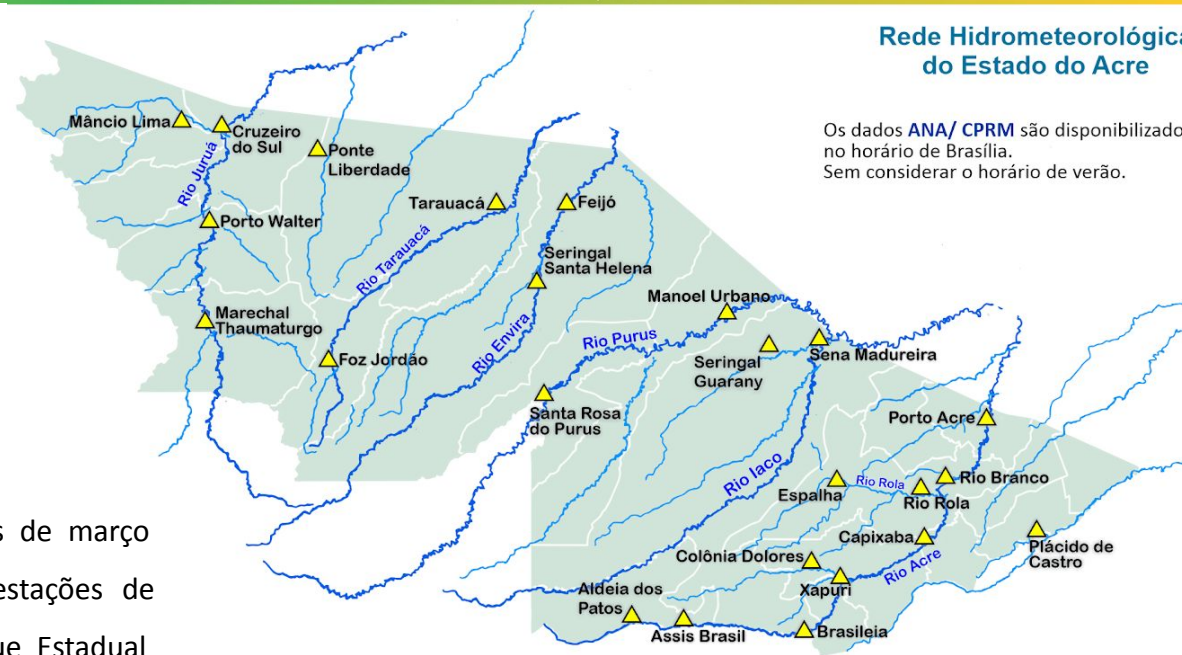 Rede Hidrometeorológica
do Estado do Acre
Os dados ANA/ CPRM são disponibilizado
no horário de Brasília.
Sem considerar o horário de verão.
Mâncio Lima
Cruzeiro
do Sul
Ponte
Liberdade
Rio Juruá
Porto Walter
Tarauacá
Feijó
Rio Tarauacá
Seringal
Santa Helena
Marechal
Thaumaturgo
Foz Jordão
Rio Envira
Manoel Urbano
Rio Purus
Seringal
Guarany
Sena Madureira
Santa Rosa
do Purus
Porto Acre
Rio Iaco
Espalha
Rio Rola
Rio Rola
Rio Branco
Capixaba
Plácido de
Castro
Colônia Dolores
Rio Acre
Xapuri
Aldeia dos
Patos
Assis Brasil
Brasileia
de março
estações de
Estadual